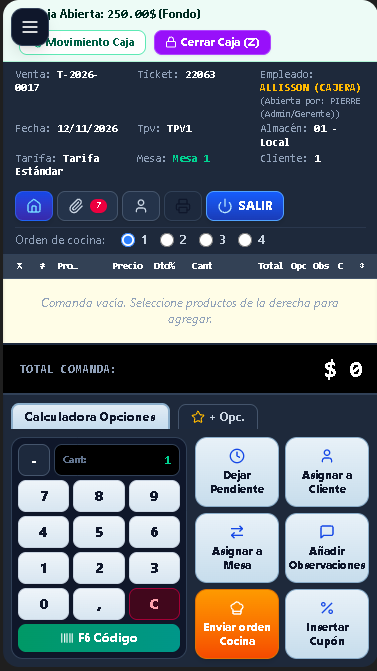 ja Abierta: 250.00$ (Fondo)
Movimiento Caja
Cerrar Caja (Z)
Venta: T-2026-0017
Ticket: 22063
Empleado: ALLISSON (CAJERA)
(Abierta por: PIERRE (Admin/Gerente))
Fecha: 12/11/2026
Tpv: TPV1
Almacén: 01 - Local
Tarifa: Tarifa Estándar
Mesa: Mesa 1
Cliente: 1
7
SALIR
Orden de cocina: 1 2 3 4
X # Pro… Precio Dto% Cant Total Opc Obs C
Comanda vacía. Seleccione productos de la derecha para
agregar.
TOTAL COMANDA: $ 0
Calculadora Opciones
+ Opc.
- Cant: 1
7 8 9
4 5 6
1 2 3
0 , C
F6 Código
Dejar
Pendiente
Asignar a
Cliente
Asignar a
Mesa
Añadir
Observaciones
Enviar orden
Cocina
Insertar
Cupón